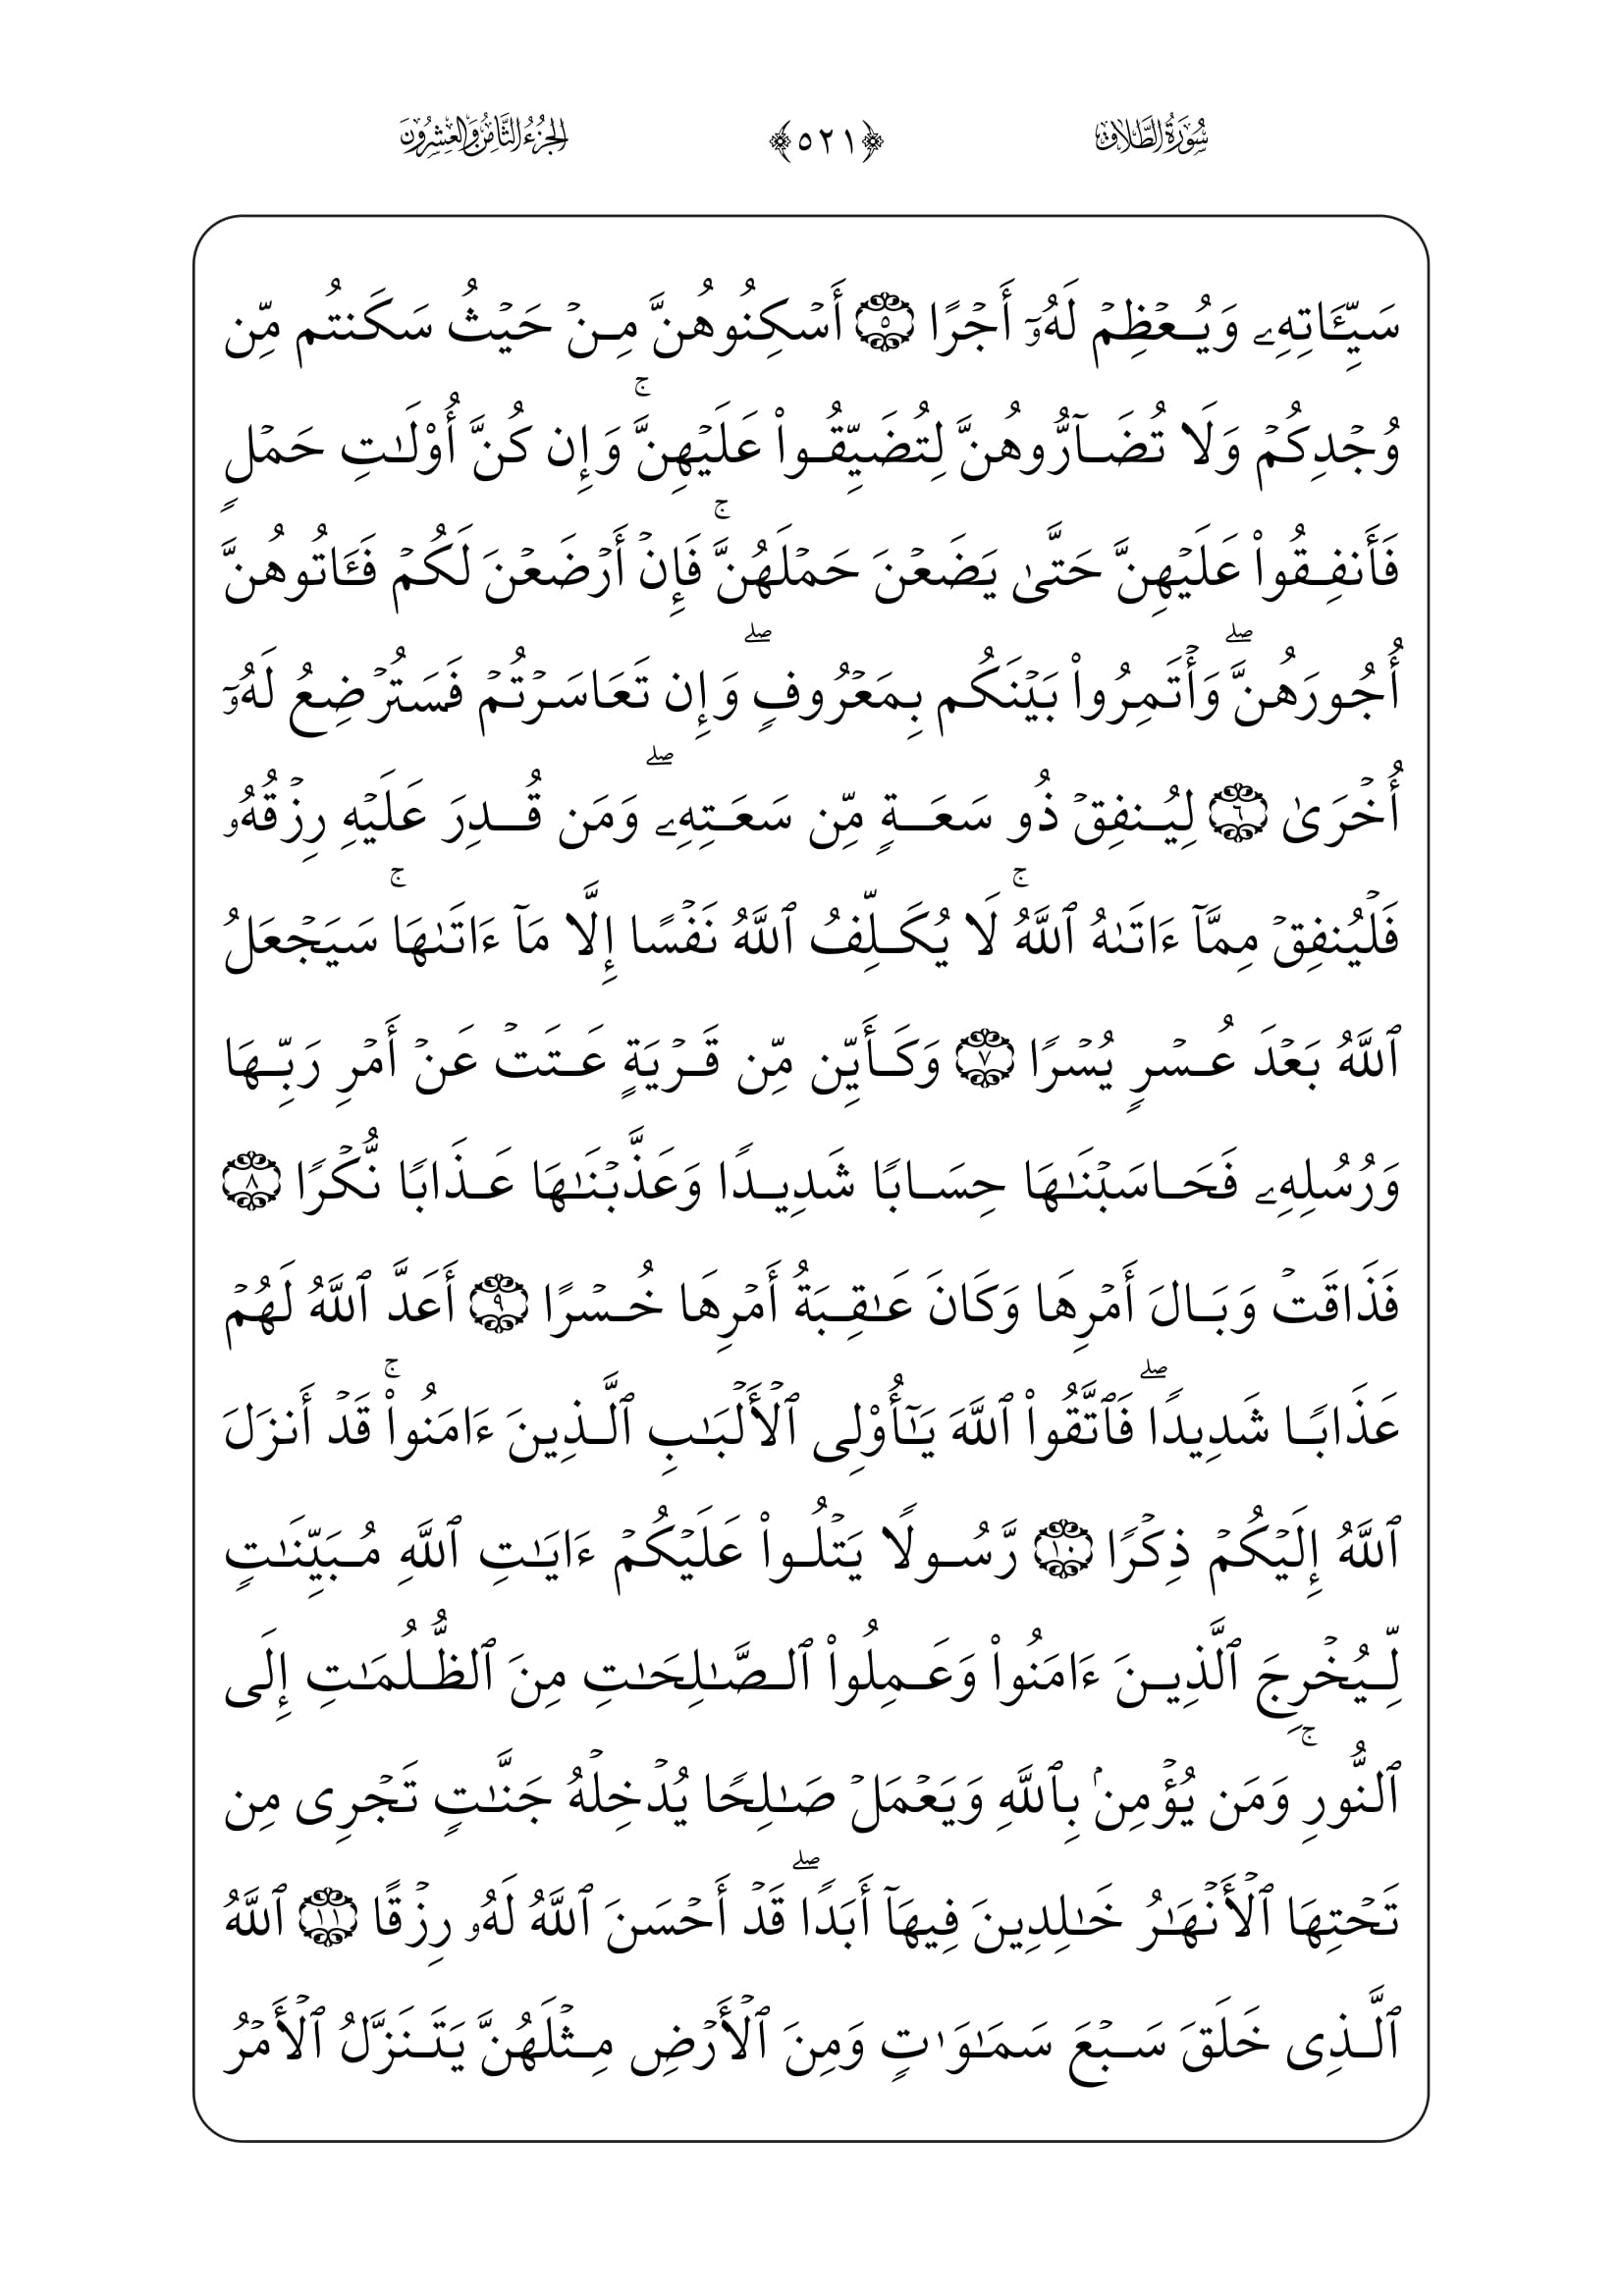 سُورَةُ الطَّلَاقِ ﴿٥٢١﴾ الجُزْءُ الثَّامِنُ وَالعِشْرُونَ
سَيِّـَٔاتِهِۦ وَيُعۡظِمۡ لَهُۥٓ أَجۡرًا ٥ أَسۡكِنُوهُنَّ مِنۡ حَيۡثُ سَكَنتُم مِّن
وُجۡدِكُمۡ وَلَا تُضَآرُّوهُنَّ لِتُضَيِّقُواْ عَلَيۡهِنَّۚ وَإِن كُنَّ أُوْلَٰتِ حَمۡلٖ
فَأَنفِقُواْ عَلَيۡهِنَّ حَتَّىٰ يَضَعۡنَ حَمۡلَهُنَّۚ فَإِنۡ أَرۡضَعۡنَ لَكُمۡ فَـَٔاتُوهُنَّ
أُجُورَهُنَّۖ وَأۡتَمِرُواْ بَيۡنَكُم بِمَعۡرُوفٖۖ وَإِن تَعَاسَرۡتُمۡ فَسَتُرۡضِعُ لَهُۥٓ
أُخۡرَىٰ ٦ لِيُنفِقۡ ذُو سَعَةٖ مِّن سَعَتِهِۦۖ وَمَن قُدِرَ عَلَيۡهِ رِزۡقُهُۥ
فَلۡيُنفِقۡ مِمَّآ ءَاتَىٰهُ ٱللَّهُۚ لَا يُكَلِّفُ ٱللَّهُ نَفۡسًا إِلَّا مَآ ءَاتَىٰهَاۚ سَيَجۡعَلُ
ٱللَّهُ بَعۡدَ عُسۡرٖ يُسۡرٗا ٧ وَكَأَيِّن مِّن قَرۡيَةٍ عَتَتۡ عَنۡ أَمۡرِ رَبِّهَا
وَرُسُلِهِۦ فَحَاسَبۡنَٰهَا حِسَابٗا شَدِيدٗا وَعَذَّبۡنَٰهَا عَذَابٗا نُّكۡرٗا ٨
فَذَاقَتۡ وَبَالَ أَمۡرِهَا وَكَانَ عَٰقِبَةُ أَمۡرِهَا خُسۡرًا ٩ أَعَدَّ ٱللَّهُ لَهُمۡ
عَذَابٗا شَدِيدٗاۖ فَٱتَّقُواْ ٱللَّهَ يَٰٓأُوْلِي ٱلۡأَلۡبَٰبِ ٱلَّذِينَ ءَامَنُواْۚ قَدۡ أَنزَلَ
ٱللَّهُ إِلَيۡكُمۡ ذِكۡرٗا ١٠ رَّسُولٗا يَتۡلُواْ عَلَيۡكُمۡ ءَايَٰتِ ٱللَّهِ مُبَيِّنَٰتٖ
لِّيُخۡرِجَ ٱلَّذِينَ ءَامَنُواْ وَعَمِلُواْ ٱلصَّٰلِحَٰتِ مِنَ ٱلظُّلُمَٰتِ إِلَى
ٱلنُّورِۚ وَمَن يُؤۡمِنۢ بِٱللَّهِ وَيَعۡمَلۡ صَٰلِحٗا يُدۡخِلۡهُ جَنَّٰتٖ تَجۡرِي مِن
تَحۡتِهَا ٱلۡأَنۡهَٰرُ خَٰلِدِينَ فِيهَآ أَبَدٗاۖ قَدۡ أَحۡسَنَ ٱللَّهُ لَهُۥ رِزۡقًا ١١ ٱللَّهُ
ٱلَّذِي خَلَقَ سَبۡعَ سَمَٰوَٰتٖ وَمِنَ ٱلۡأَرۡضِ مِثۡلَهُنَّ يَتَنَزَّلُ ٱلۡأَمۡرُ